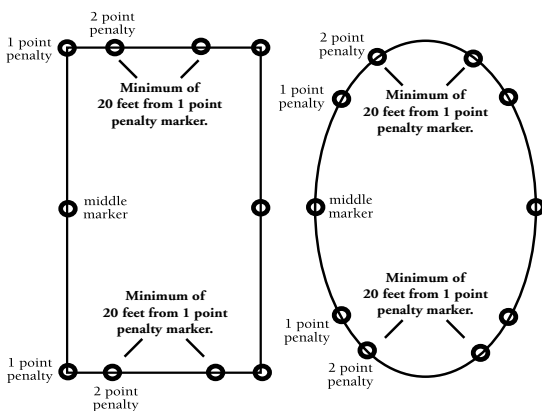 2 point
penalty
1 point
penalty
Minimum of
20 feet from 1 point
penalty marker.
middle
marker
Minimum of
20 feet from 1 point
penalty marker.
1 point
penalty
2 point
penalty
2 point
penalty
1 point
penalty
Minimum of
20 feet from 1 point
penalty marker.
middle
marker
Minimum of
20 feet from 1 point
penalty marker.
1 point
penalty
2 point
penalty